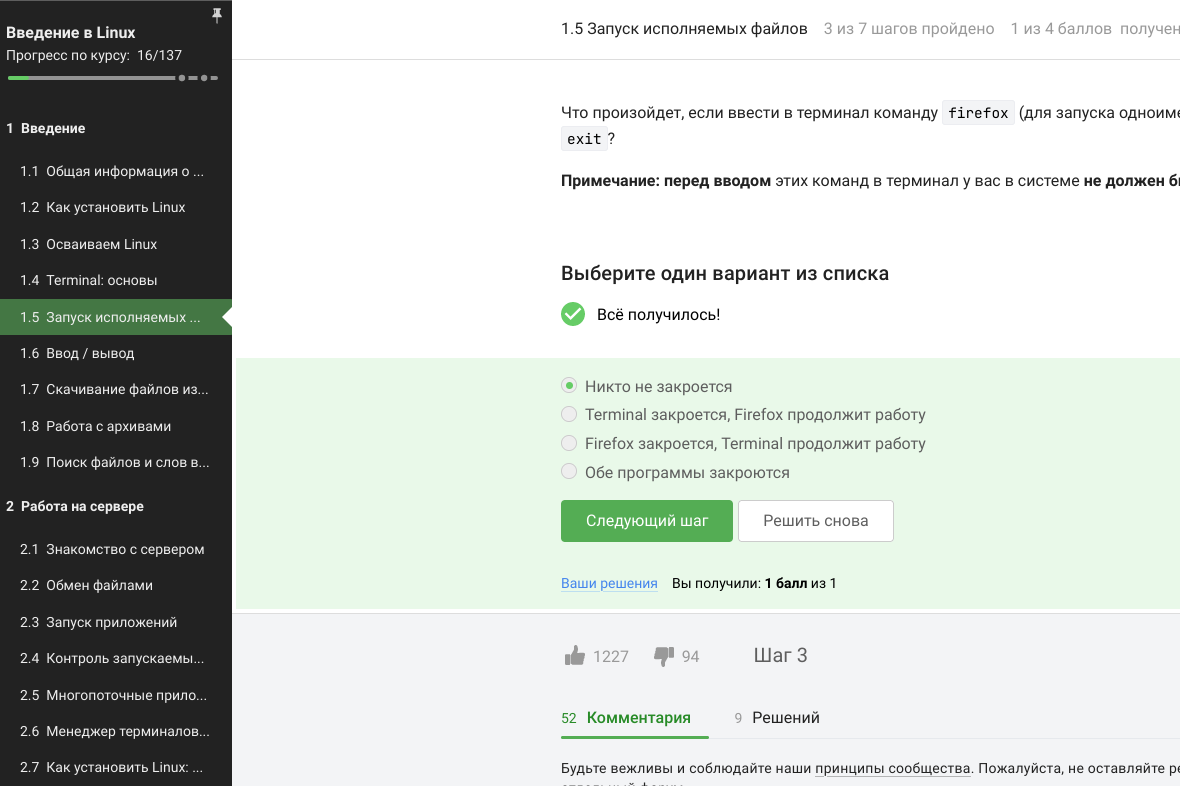 Введение в Linux
Прогресс по курсу: 16/137
1 Введение
1.1 Общая информация о ...
1.2 Как установить Linux
1.3 Осваиваем Linux
1.4 Terminal: основы
1.5 Запуск исполняемых ...
1.6 Ввод / вывод
1.7 Скачивание файлов из...
1.8 Работа с архивами
1.9 Поиск файлов и слов в...
2 Работа на сервере
2.1 Знакомство с сервером
2.2 Обмен файлами
2.3 Запуск приложений
2.4 Контроль запускаемы...
2.5 Многопоточные прило...
2.6 Менеджер терминалов...
2.7 Как установить Linux: ...
1.5 Запуск исполняемых файлов 3 из 7 шагов пройдено 1 из 4 баллов получен
Что произойдет, если ввести в терминал команду firefox (для запуска одноиме
exit ?
Примечание: перед вводом этих команд в терминал у вас в системе не должен б
Выберите один вариант из списка
Всё получилось!
Никто не закроется
Terminal закроется, Firefox продолжит работу
Firefox закроется, Terminal продолжит работу
Обе программы закроются
Следующий шаг Решить снова
Ваши решения Вы получили: 1 балл из 1
1227 94 Шаг 3
52 Комментария 9 Решений
Будьте вежливы и соблюдайте наши принципы сообщества. Пожалуйста, не оставляйте ре